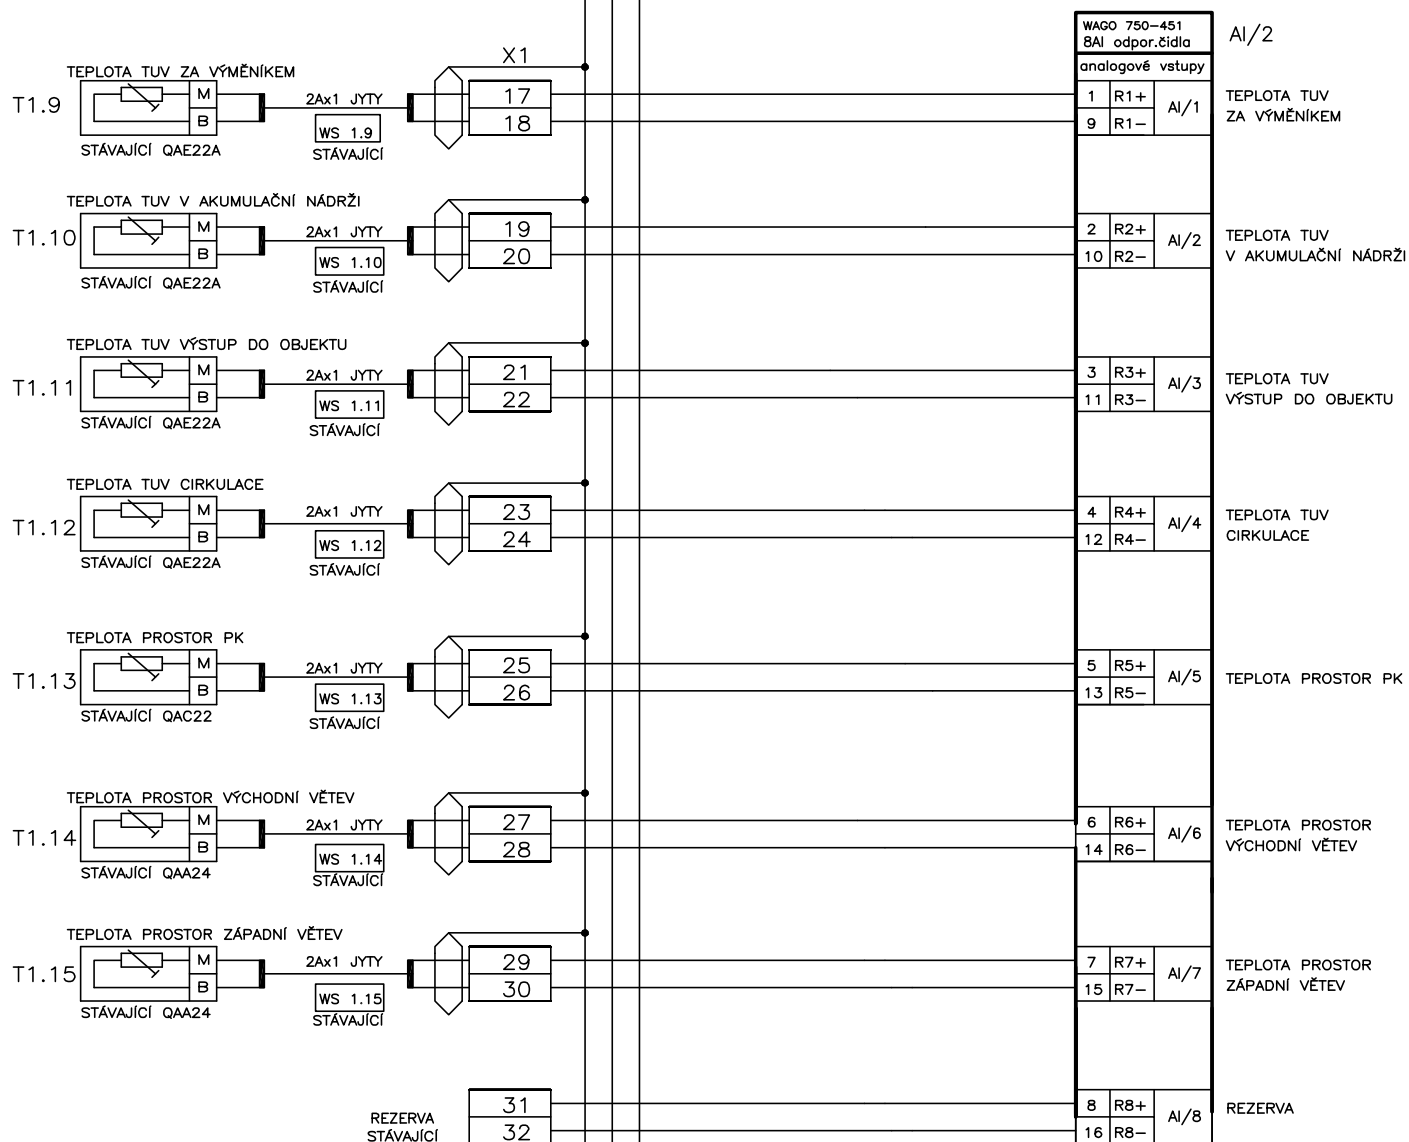 WAGO 750-451
8AI odpor.čidla
AI/2
analogové vstupy
X1
TEPLOTA TUV ZA VÝMĚNÍKEM
T1.9
M
B
2Ax1 JYTY
WS 1.9
STÁVAJÍCÍ
STÁVAJÍCÍ QAE22A
17
18
1 R1+
9 R1-
AI/1
TEPLOTA TUV
ZA VÝMĚNÍKEM
TEPLOTA TUV V AKUMULAČNÍ NÁDRŽI
T1.10
M
B
2Ax1 JYTY
WS 1.10
STÁVAJÍCÍ
STÁVAJÍCÍ QAE22A
19
20
2 R2+
10 R2-
AI/2
TEPLOTA TUV
V AKUMULAČNÍ NÁDRŽI
TEPLOTA TUV VÝSTUP DO OBJEKTU
T1.11
M
B
2Ax1 JYTY
WS 1.11
STÁVAJÍCÍ
STÁVAJÍCÍ QAE22A
21
22
3 R3+
11 R3-
AI/3
TEPLOTA TUV
VÝSTUP DO OBJEKTU
TEPLOTA TUV CIRKULACE
T1.12
M
B
2Ax1 JYTY
WS 1.12
STÁVAJÍCÍ
STÁVAJÍCÍ QAE22A
23
24
4 R4+
12 R4-
AI/4
TEPLOTA TUV
CIRKULACE
TEPLOTA PROSTOR PK
T1.13
M
B
2Ax1 JYTY
WS 1.13
STÁVAJÍCÍ
STÁVAJÍCÍ QAC22
25
26
5 R5+
13 R5-
AI/5
TEPLOTA PROSTOR PK
TEPLOTA PROSTOR VÝCHODNÍ VĚTEV
T1.14
M
B
2Ax1 JYTY
WS 1.14
STÁVAJÍCÍ
STÁVAJÍCÍ QAA24
27
28
6 R6+
14 R6-
AI/6
TEPLOTA PROSTOR
VÝCHODNÍ VĚTEV
TEPLOTA PROSTOR ZÁPADNÍ VĚTEV
T1.15
M
B
2Ax1 JYTY
WS 1.15
STÁVAJÍCÍ
STÁVAJÍCÍ QAA24
29
30
7 R7+
15 R7-
AI/7
TEPLOTA PROSTOR
ZÁPADNÍ VĚTEV
REZERVA
STÁVAJÍCÍ
31
32
8 R8+
16 R8-
AI/8
REZERVA